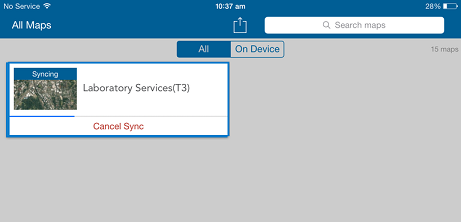 No Service 10:37 am 28%
All Maps Search maps
All On Device 15 maps
Syncing
Laboratory Services(T3)
Cancel Sync